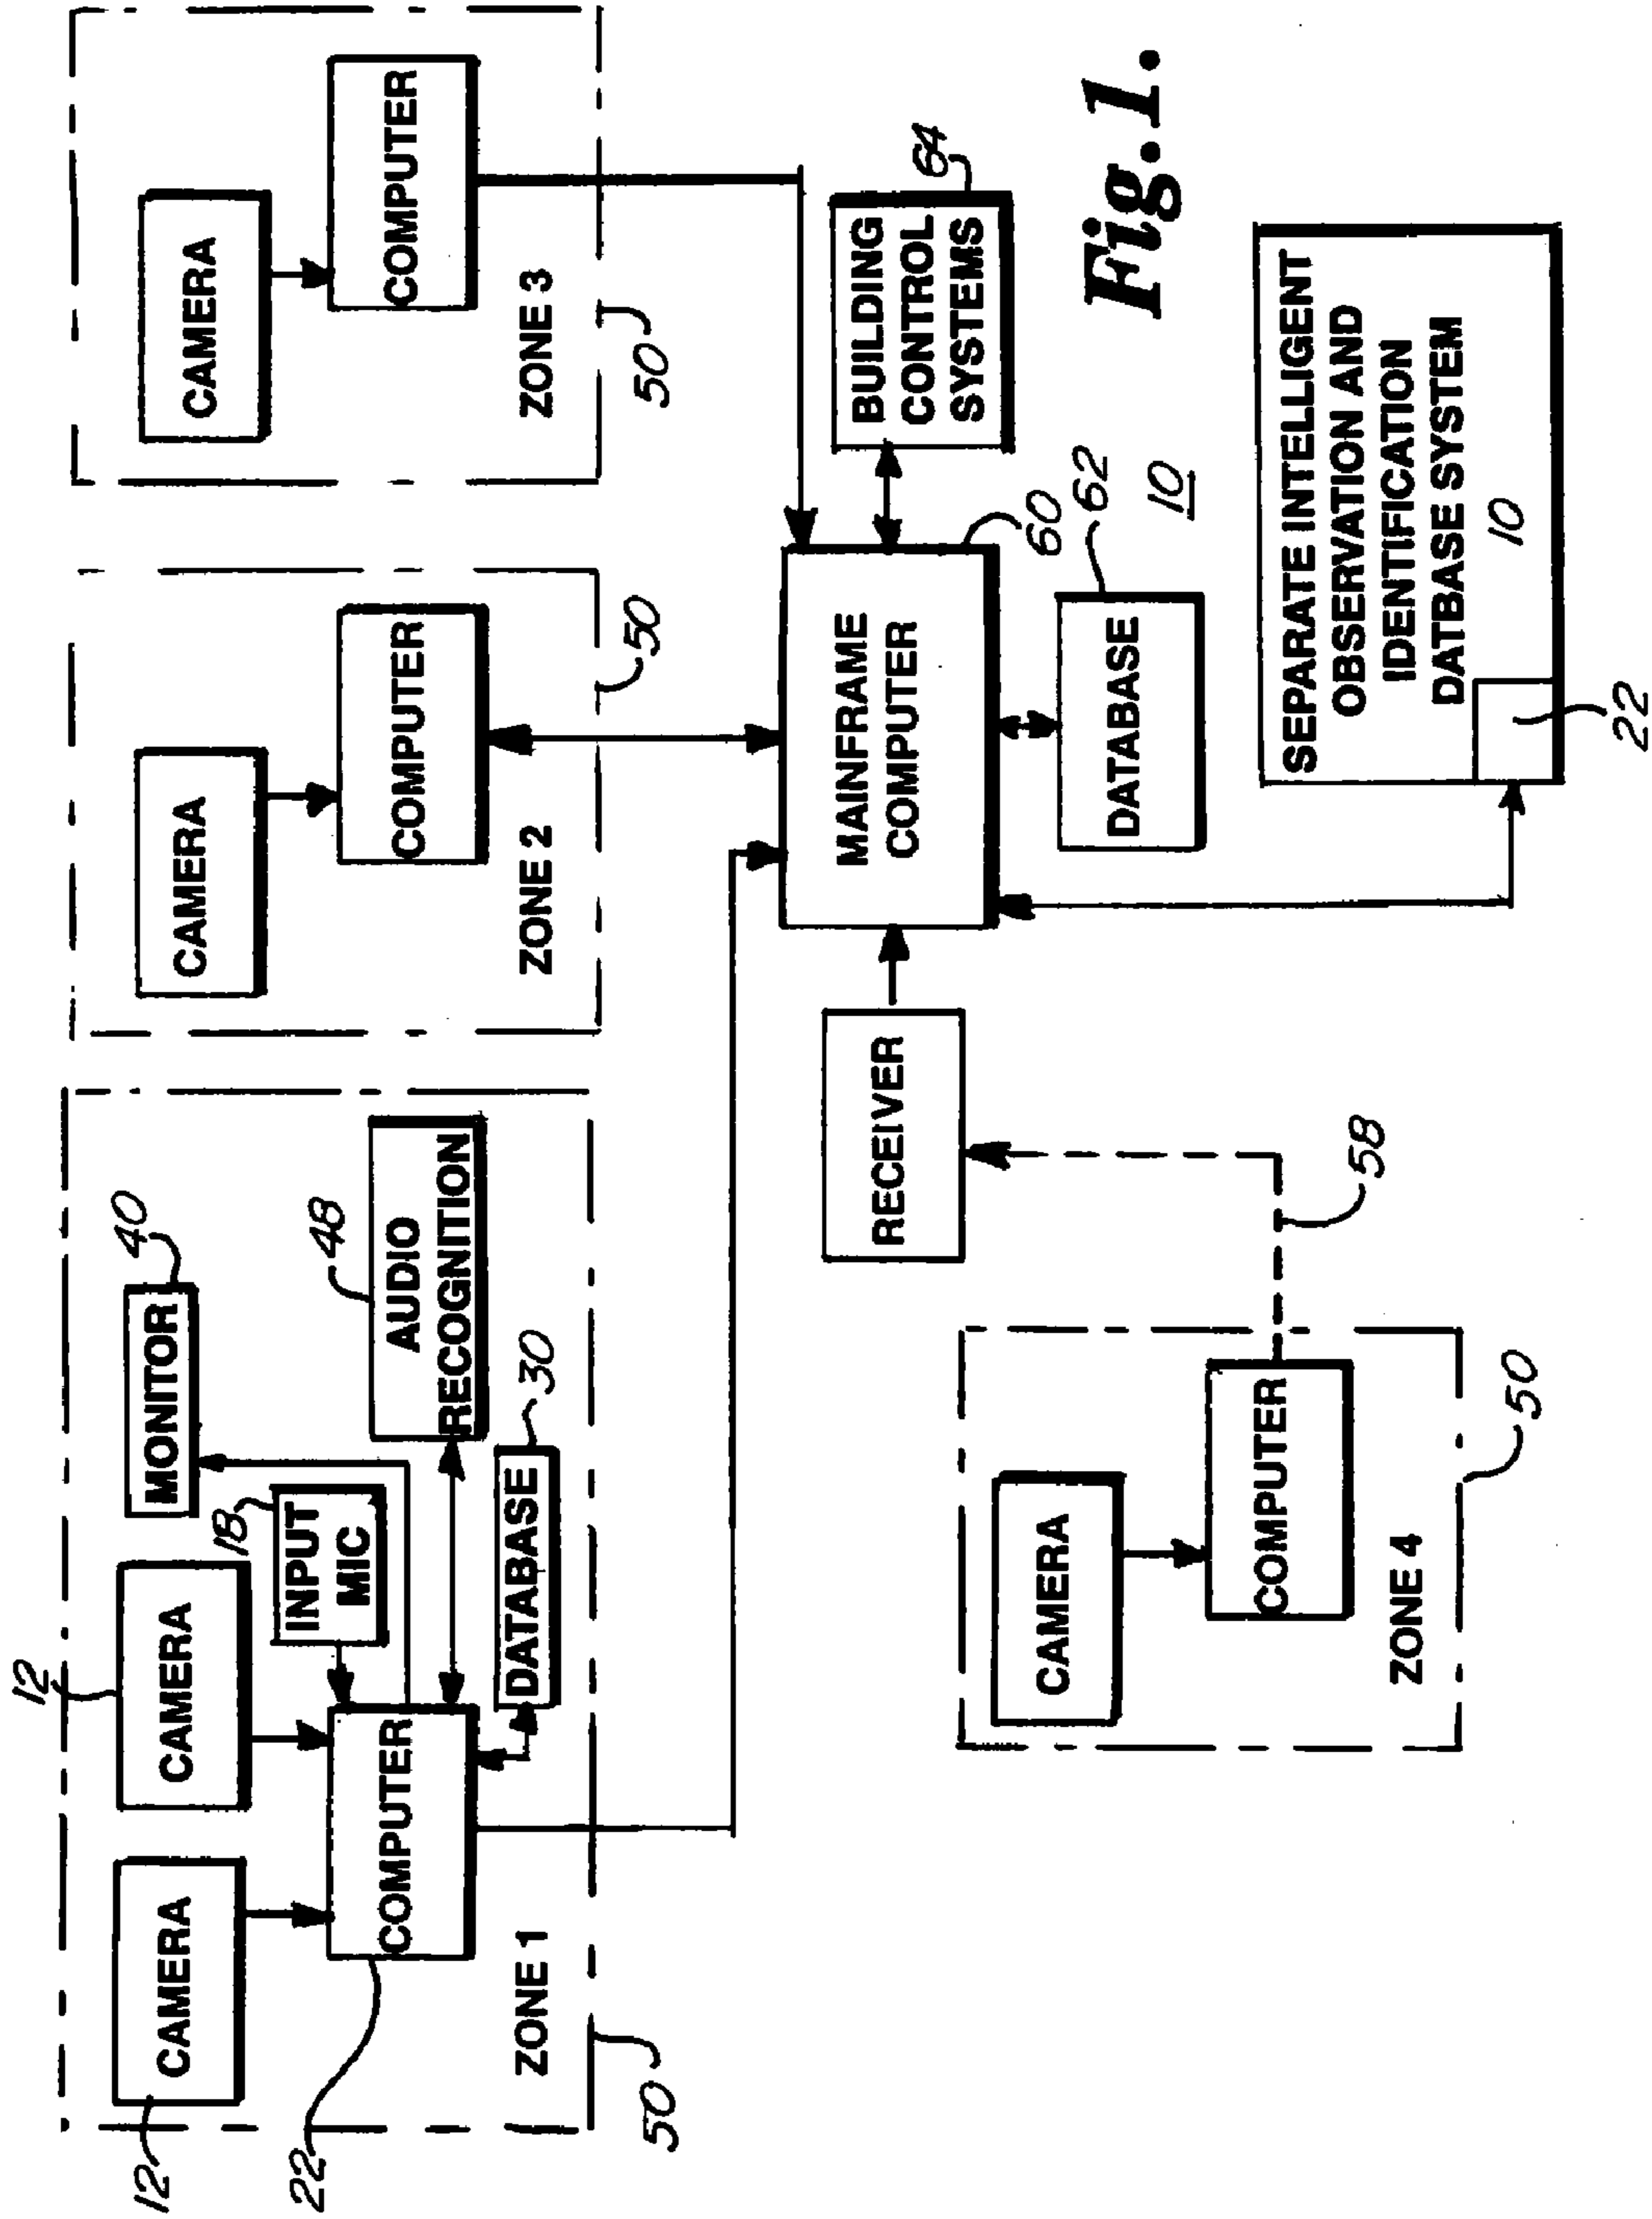 12
CAMERA
12
CAMERA
40
MONITOR
18
INPUT
MIC
48
AUDIO
RECOGNITION
22
COMPUTER
DATABASE
30
ZONE 1
50
CAMERA
COMPUTER
ZONE 2
50
CAMERA
COMPUTER
ZONE 3
50
RECEIVER
MAINFRAME
COMPUTER
60
BUILDING
CONTROL
SYSTEMS
64
DATABASE
62
10
Fig.1.
CAMERA
COMPUTER
ZONE 4
50
58
SEPARATE INTELLIGENT
OBSERVATION AND
IDENTIFICATION
DATBASE SYSTEM
10
22